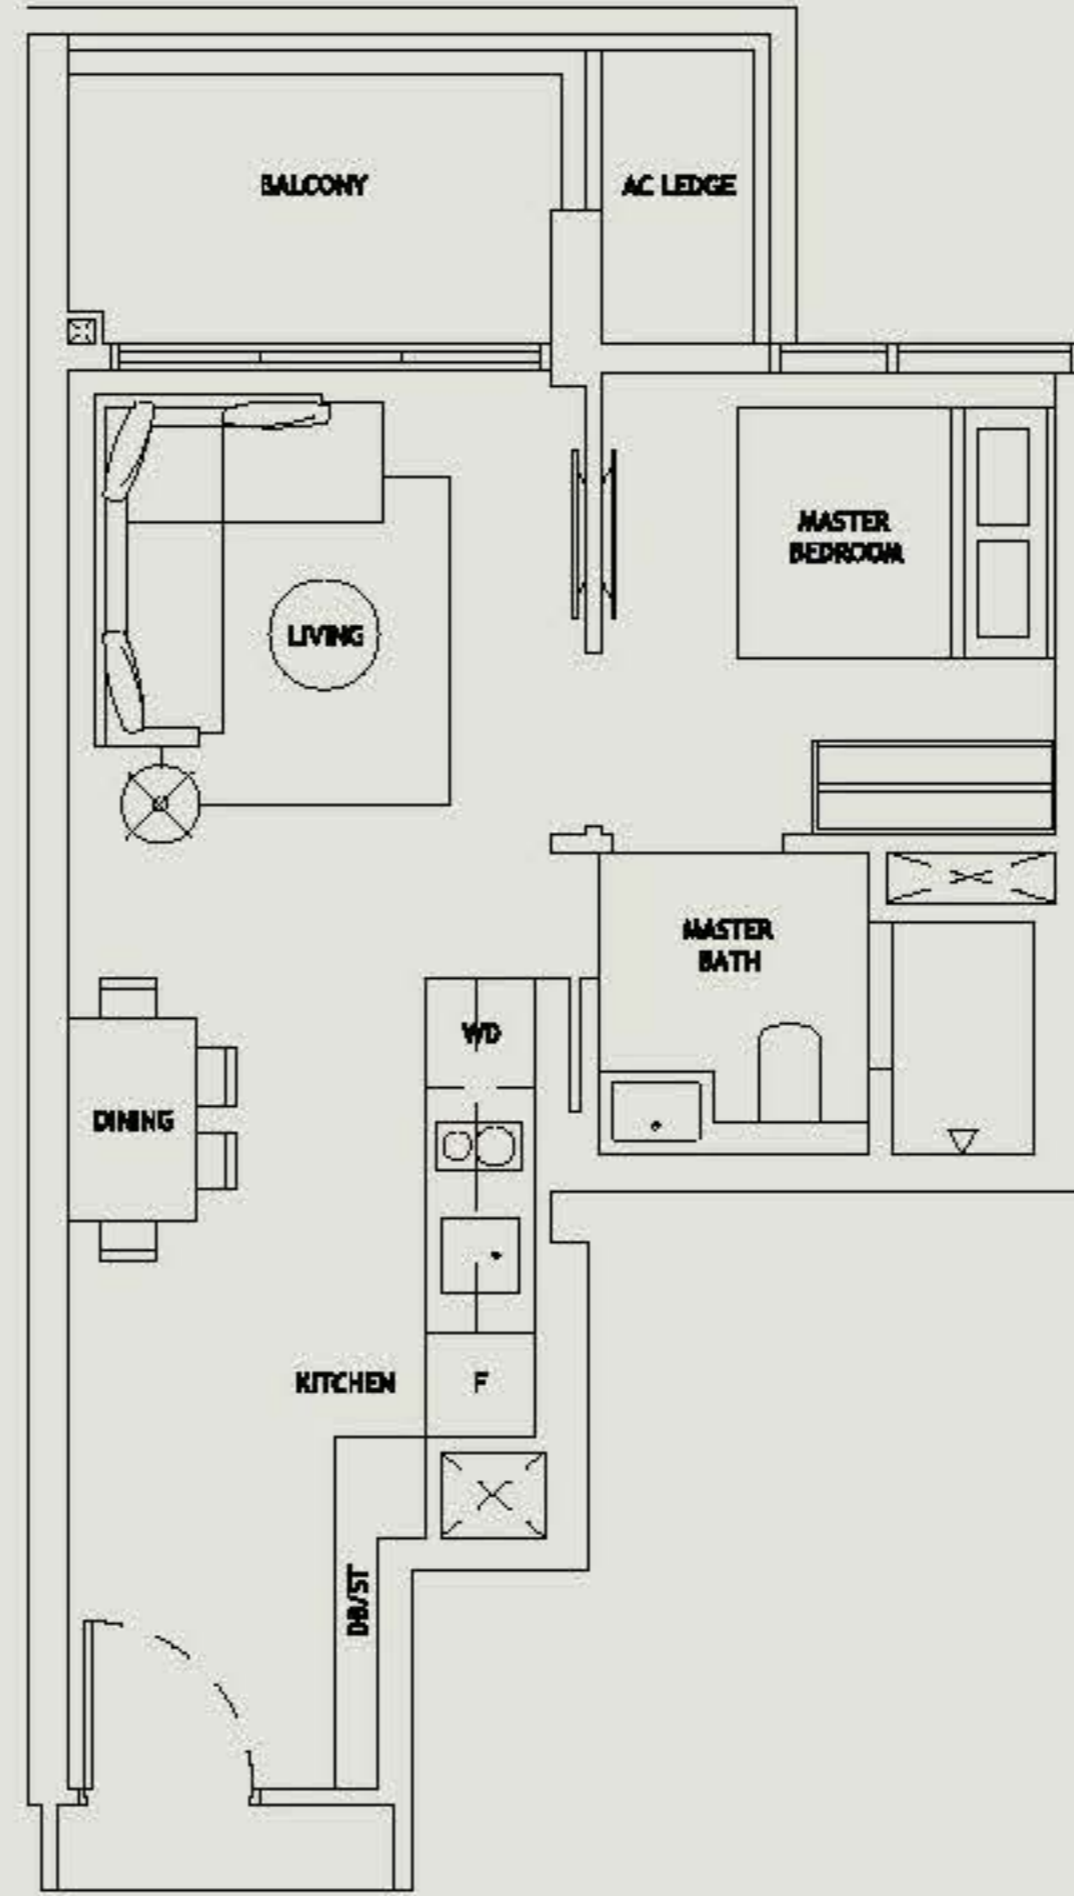 BALCONY
AC LEDGE
MASTER
BEDROOM
LIVING
MASTER
BATH
WD
DINING
KITCHEN
F
DB/ST